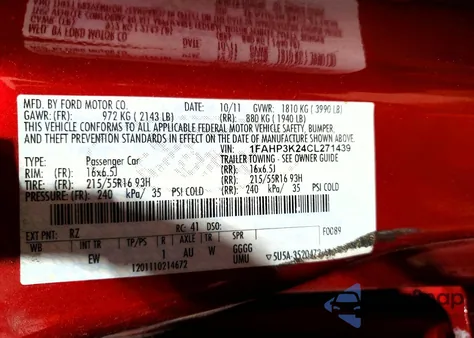 MFD. BY FORD MOTOR CO. DATE: 10/11 GVWR: 1810 KG ( 3990 LB)
GAWR: (FR): 972 KG ( 2143 LB) (RR): 880 KG ( 1940 LB)
THIS VEHICLE CONFORMS TO ALL APPLICABLE FEDERAL MOTOR VEHICLE SAFETY, BUMPER,
AND THEFT PREVENTION STANDARDS IN EFFECT ON THE DATE OF MANUFACTURE SHOWN ABOVE.
VIN: 1FAHP3K24CL271439
TYPE: Passenger Car TRAILER TOWING - SEE OWNER GUIDE
RIM: (FR): 16x6.5J (RR): 16x6.5J
TIRE: (FR): 215/55R16 93H (RR): 215/55R16 93H
PRESSURE: (FR): 240 kPa/ 35 PSI COLD (RR): 240 kPa/ 35 PSI COLD
EXT PNT: RZ RC: 41 DSO: F0089
WB INT TR TP/PS R AXLE TR
EW 1 AU W GGGG
UMU
1201110214672